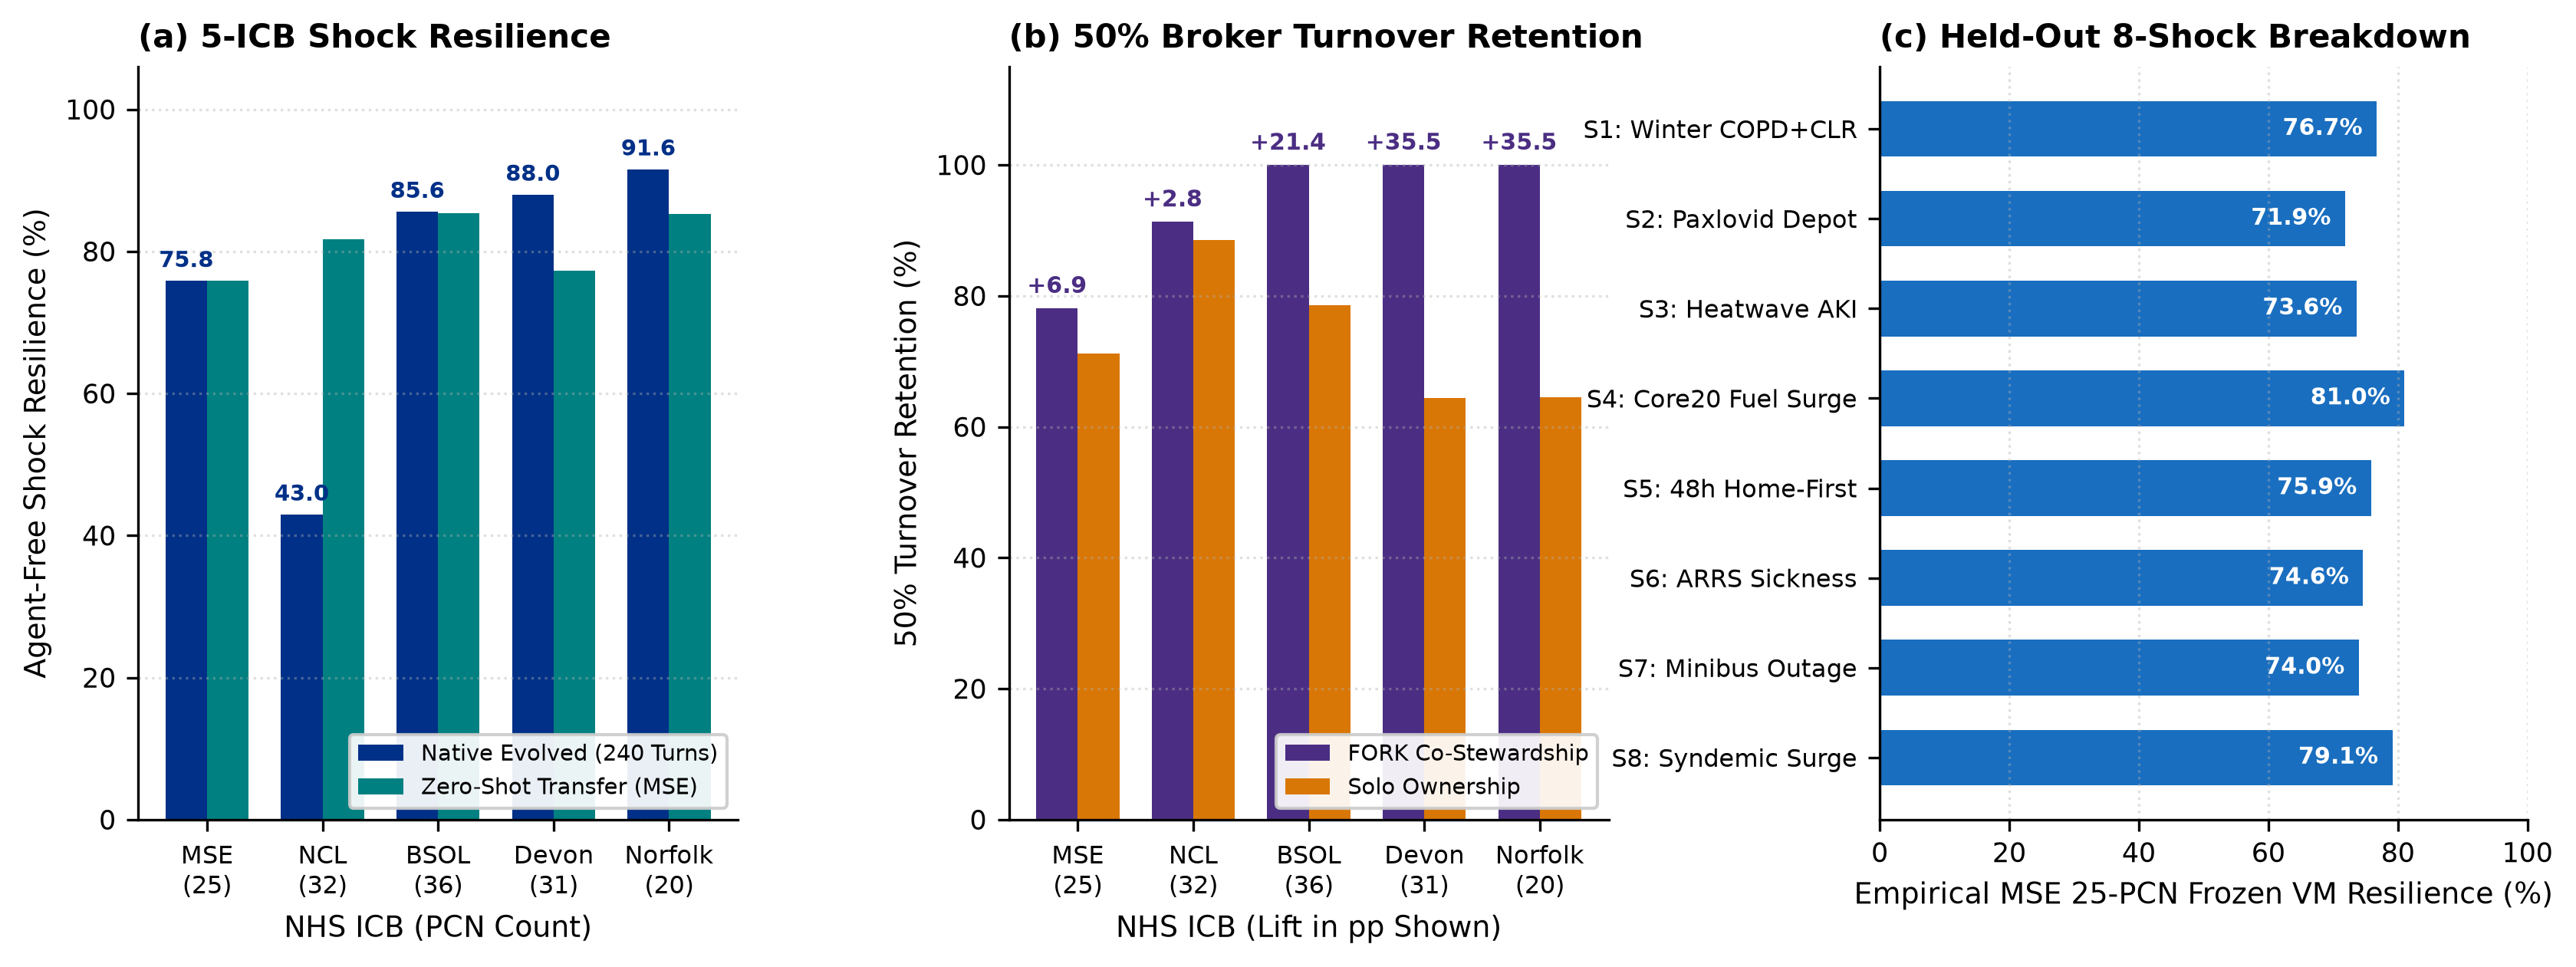 (a) 5-ICB Shock Resilience
Agent-Free Shock Resilience (%)
100
80
60
40
20
0
75.8
43.0
85.6
88.0
91.6
Native Evolved (240 Turns)
Zero-Shot Transfer (MSE)
MSE
(25)
NCL
(32)
BSOL
(36)
Devon
(31)
Norfolk
(20)
NHS ICB (PCN Count)
(b) 50% Broker Turnover Retention
50% Turnover Retention (%)
100
80
60
40
20
0
+6.9
+2.8
+21.4
+35.5
+35.5
FORK Co-Stewardship
Solo Ownership
MSE
(25)
NCL
(32)
BSOL
(36)
Devon
(31)
Norfolk
(20)
NHS ICB (Lift in pp Shown)
(c) Held-Out 8-Shock Breakdown
S1: Winter COPD+CLR
76.7%
S2: Paxlovid Depot
71.9%
S3: Heatwave AKI
73.6%
S4: Core20 Fuel Surge
81.0%
S5: 48h Home-First
75.9%
S6: ARRS Sickness
74.6%
S7: Minibus Outage
74.0%
S8: Syndemic Surge
79.1%
0
20
40
60
80
100
Empirical MSE 25-PCN Frozen VM Resilience (%)